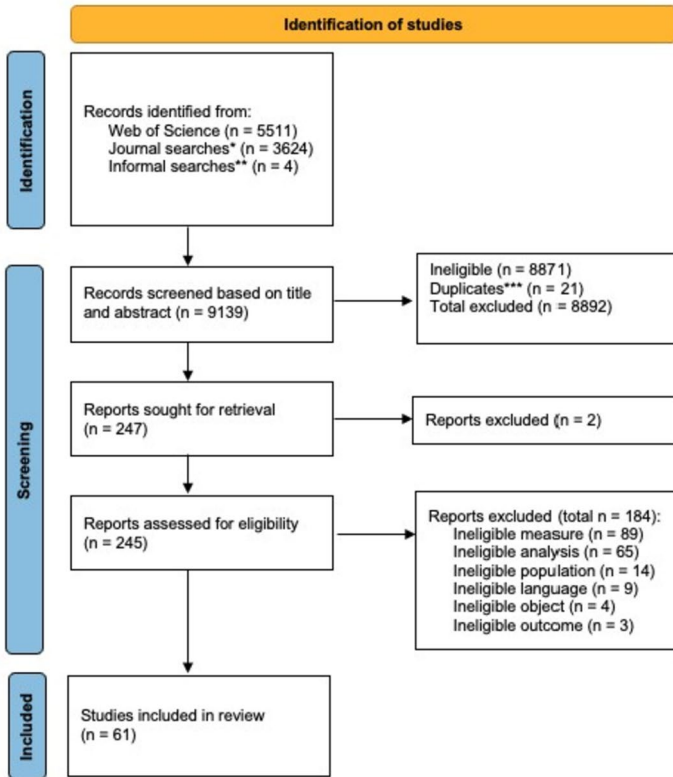 Identification of studies
Identification
Records identified from:
Web of Science (n = 5511)
Journal searches* (n = 3624)
Informal searches** (n = 4)
Screening
Records screened based on title
and abstract (n = 9139)
Ineligible (n = 8871)
Duplicates*** (n = 21)
Total excluded (n = 8892)
Reports sought for retrieval
(n = 247)
Reports excluded (n = 2)
Reports assessed for eligibility
(n = 245)
Reports excluded (total n = 184):
Ineligible measure (n = 89)
Ineligible analysis (n = 65)
Ineligible population (n = 14)
Ineligible language (n = 9)
Ineligible object (n = 4)
Ineligible outcome (n = 3)
Included
Studies included in review
(n = 61)